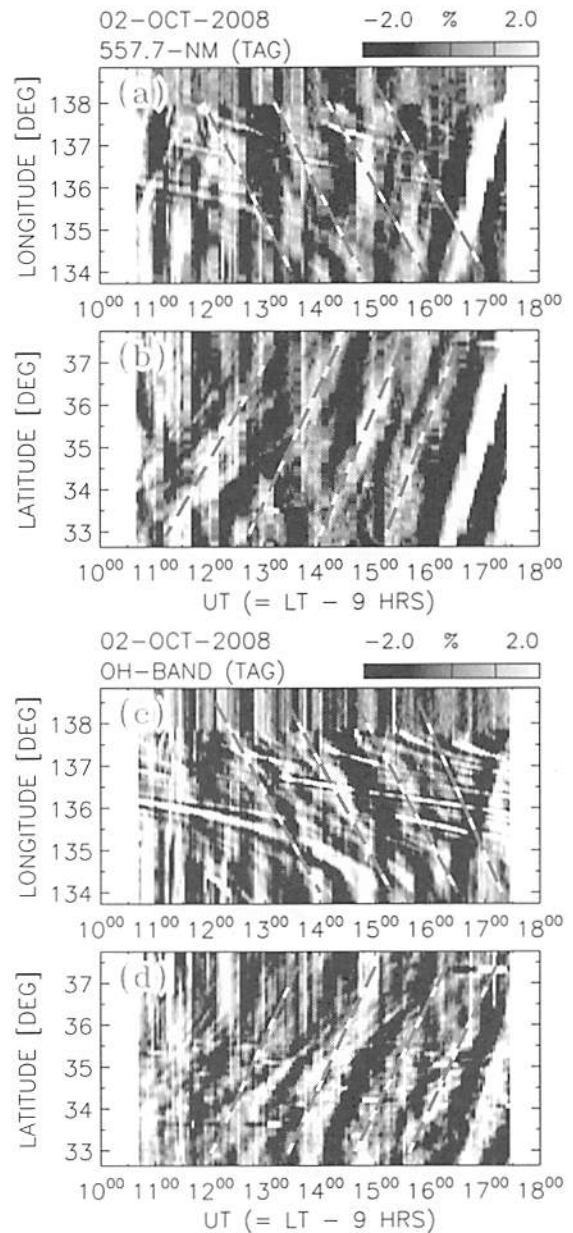 02-OCT-2008 -2.0 % 2.0
557.7-NM (TAG)
(a)
LONGITUDE [DEG]
138
137
136
135
134
10⁰⁰ 11⁰⁰ 12⁰⁰ 13⁰⁰ 14⁰⁰ 15⁰⁰ 16⁰⁰ 17⁰⁰ 18⁰⁰
(b)
LATITUDE [DEG]
37
36
35
34
33
10⁰⁰ 11⁰⁰ 12⁰⁰ 13⁰⁰ 14⁰⁰ 15⁰⁰ 16⁰⁰ 17⁰⁰ 18⁰⁰
UT (= LT - 9 HRS)
02-OCT-2008 -2.0 % 2.0
OH-BAND (TAG)
(c)
LONGITUDE [DEG]
138
137
136
135
134
10⁰⁰ 11⁰⁰ 12⁰⁰ 13⁰⁰ 14⁰⁰ 15⁰⁰ 16⁰⁰ 17⁰⁰ 18⁰⁰
(d)
LATITUDE [DEG]
37
36
35
34
33
10⁰⁰ 11⁰⁰ 12⁰⁰ 13⁰⁰ 14⁰⁰ 15⁰⁰ 16⁰⁰ 17⁰⁰ 18⁰⁰
UT (= LT - 9 HRS)